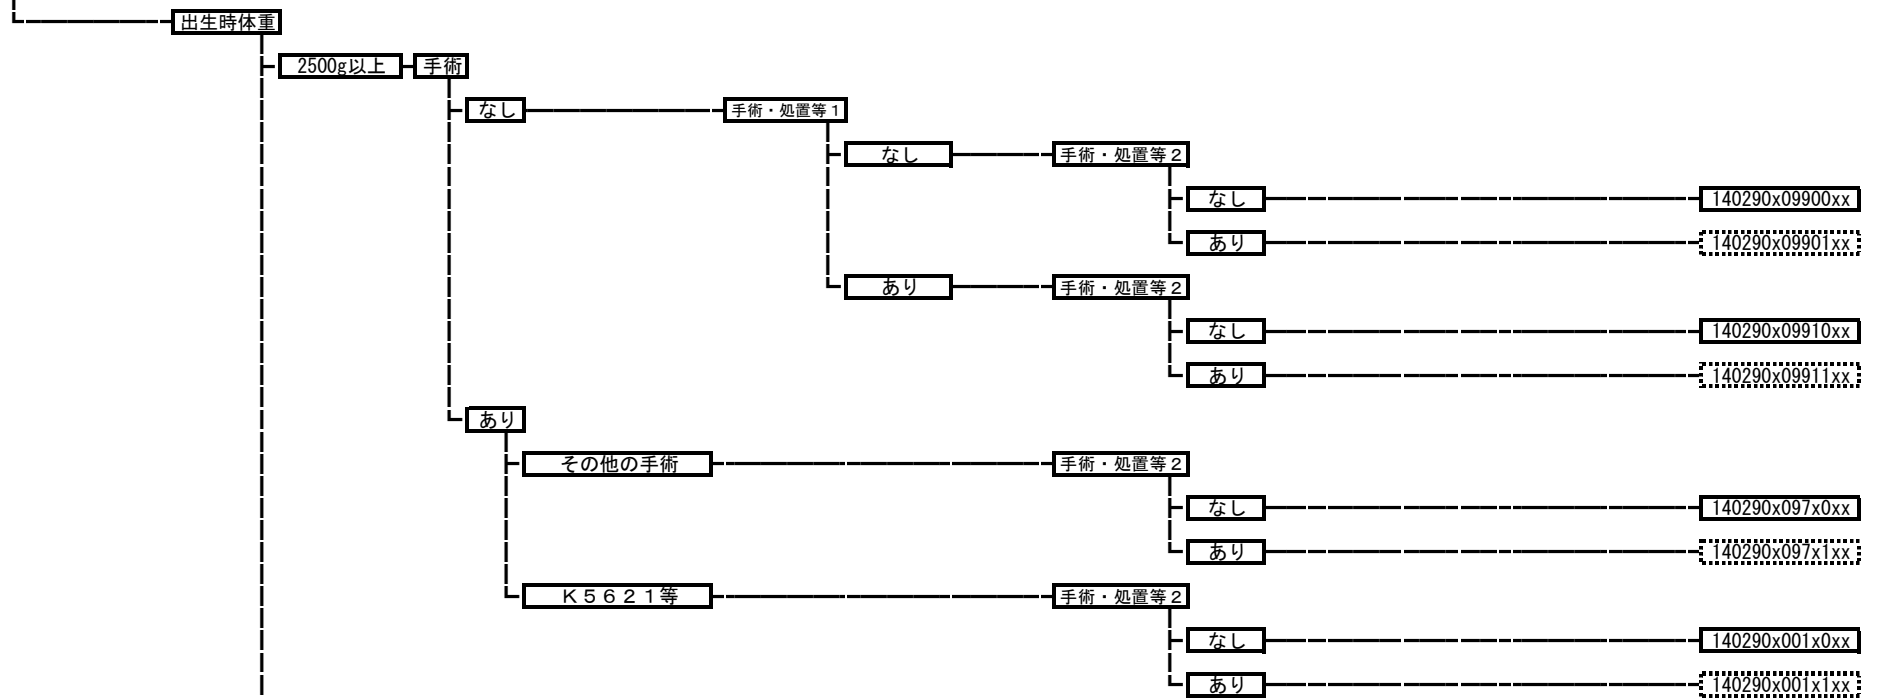 出生時体重
2500g以上 手術
なし 手術・処置等１
なし 手術・処置等２
なし 140290x09900xx
あり 140290x09901xx
あり 手術・処置等２
なし 140290x09910xx
あり 140290x09911xx
あり
その他の手術 手術・処置等２
なし 140290x097x0xx
あり 140290x097x1xx
Ｋ５６２１等 手術・処置等２
なし 140290x001x0xx
あり 140290x001x1xx